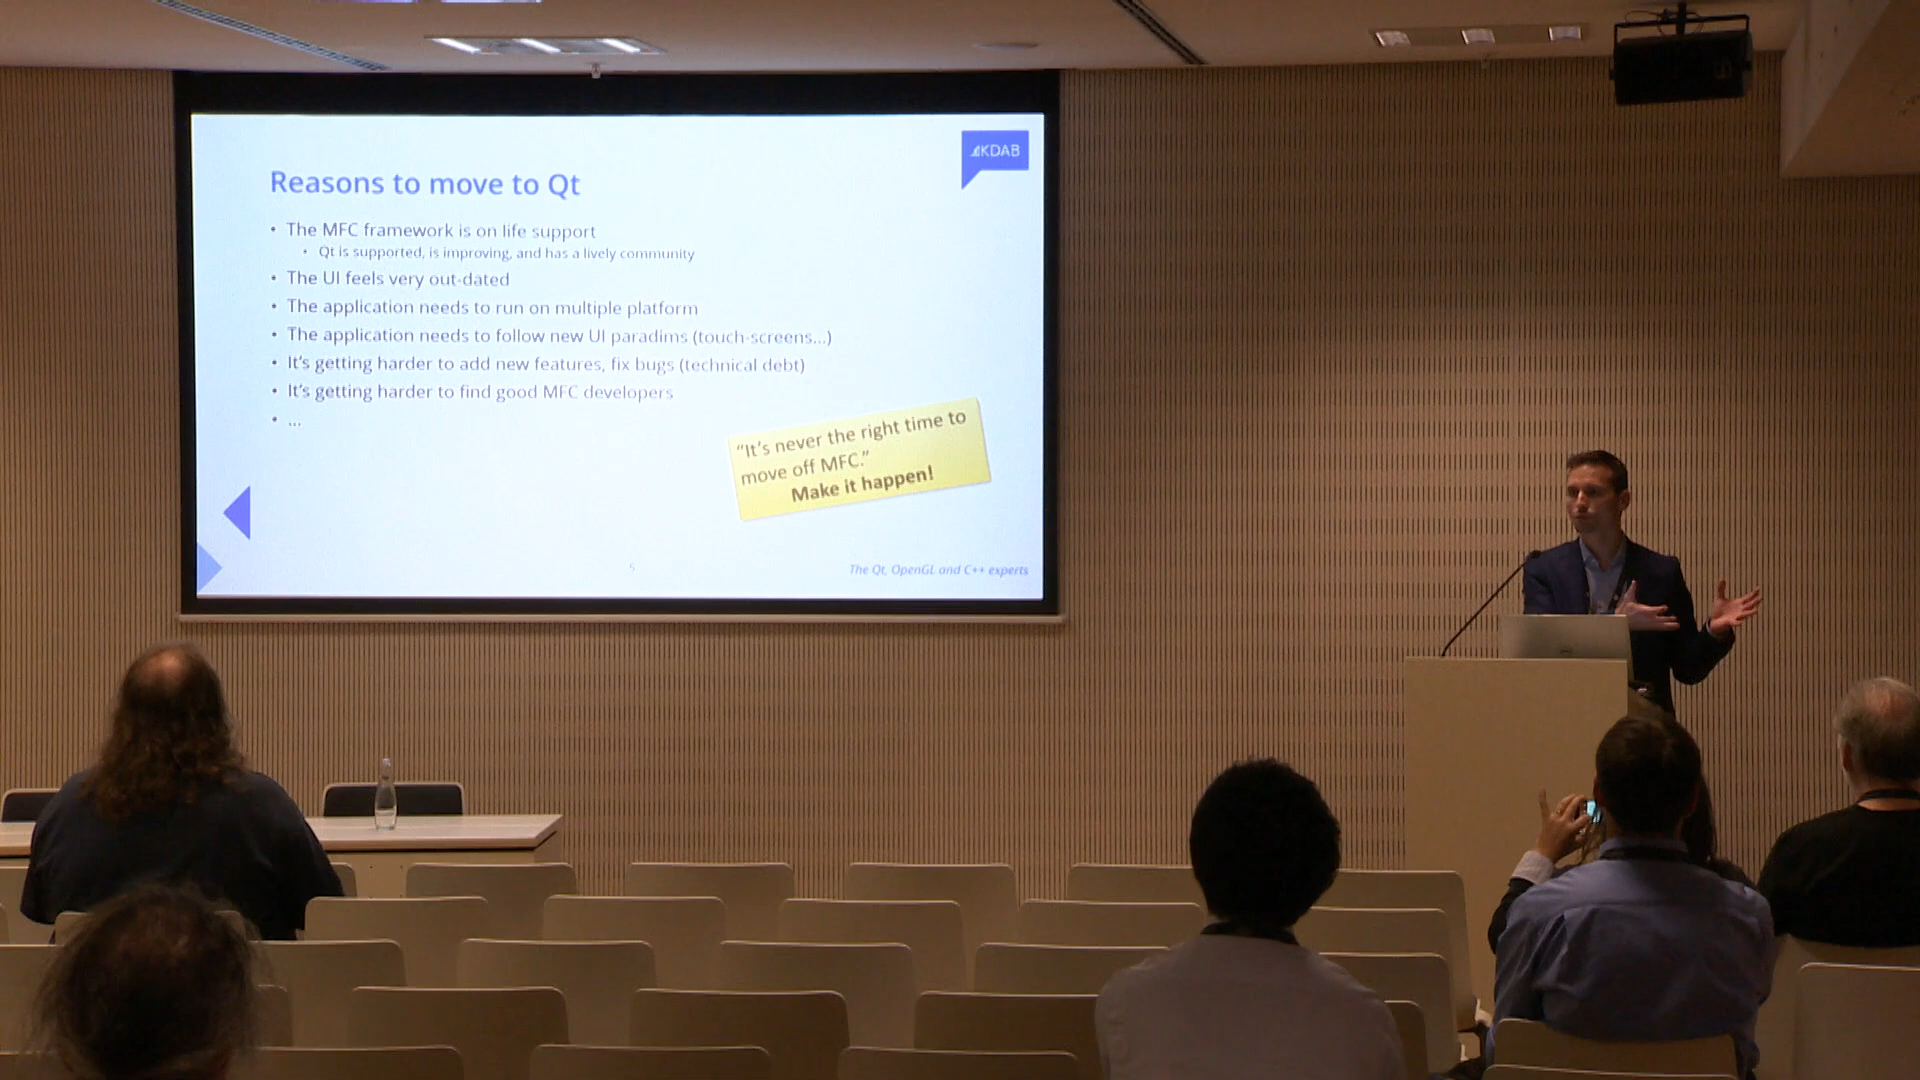 KDAB
Reasons to move to Qt
• The MFC framework is on life support
• Qt is supported, is improving, and has a lively community
• The UI feels very out-dated
• The application needs to run on multiple platform
• The application needs to follow new UI paradims (touch-screens...)
• It's getting harder to add new features, fix bugs (technical debt)
• It's getting harder to find good MFC developers
• ...
“It's never the right time to
move off MFC.”
Make it happen!
5
The Qt, OpenGL and C++ experts